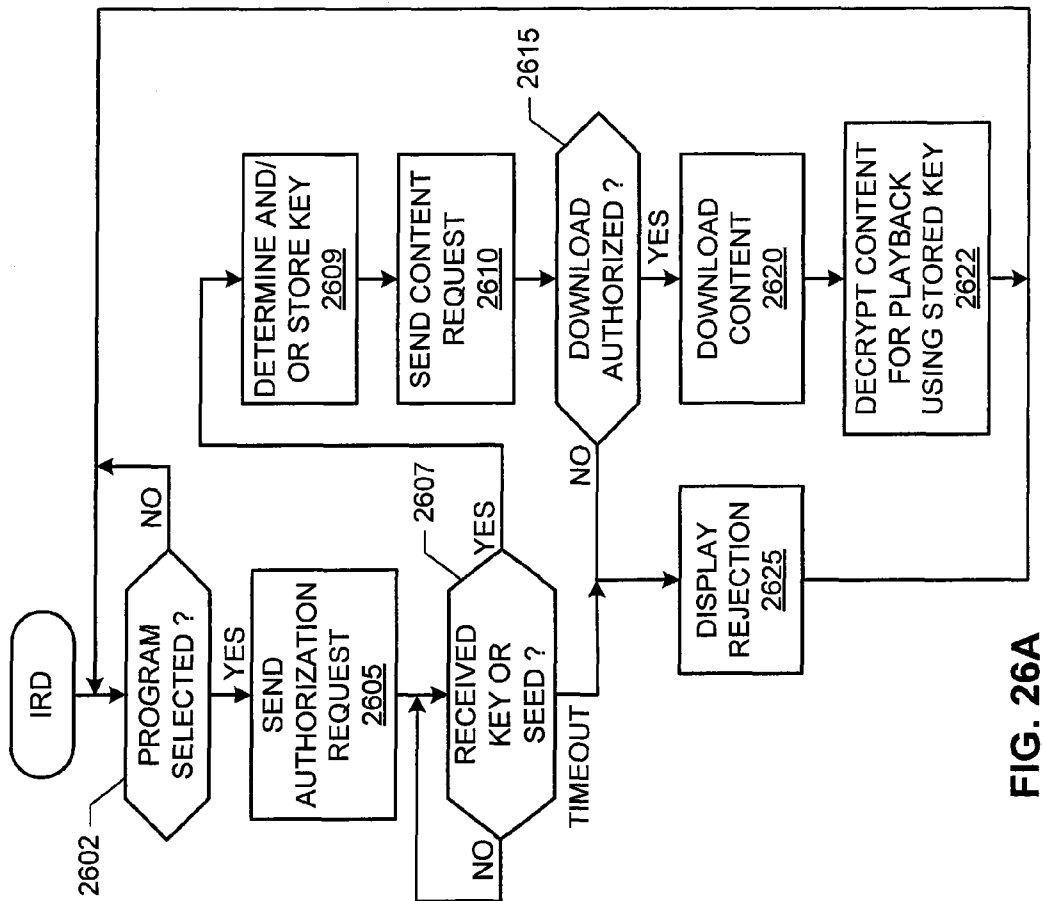 IRD
2602
PROGRAM
SELECTED ?
NO
YES
SEND
AUTHORIZATION
REQUEST
2605
2607
RECEIVED
KEY OR
SEED ?
NO
YES
TIMEOUT
DETERMINE AND/
OR STORE KEY
2609
SEND CONTENT
REQUEST
2610
2615
DOWNLOAD
AUTHORIZED ?
NO
YES
DOWNLOAD
CONTENT
2620
DECRYPT CONTENT
FOR PLAYBACK
USING STORED KEY
2622
DISPLAY
REJECTION
2625
FIG. 26A